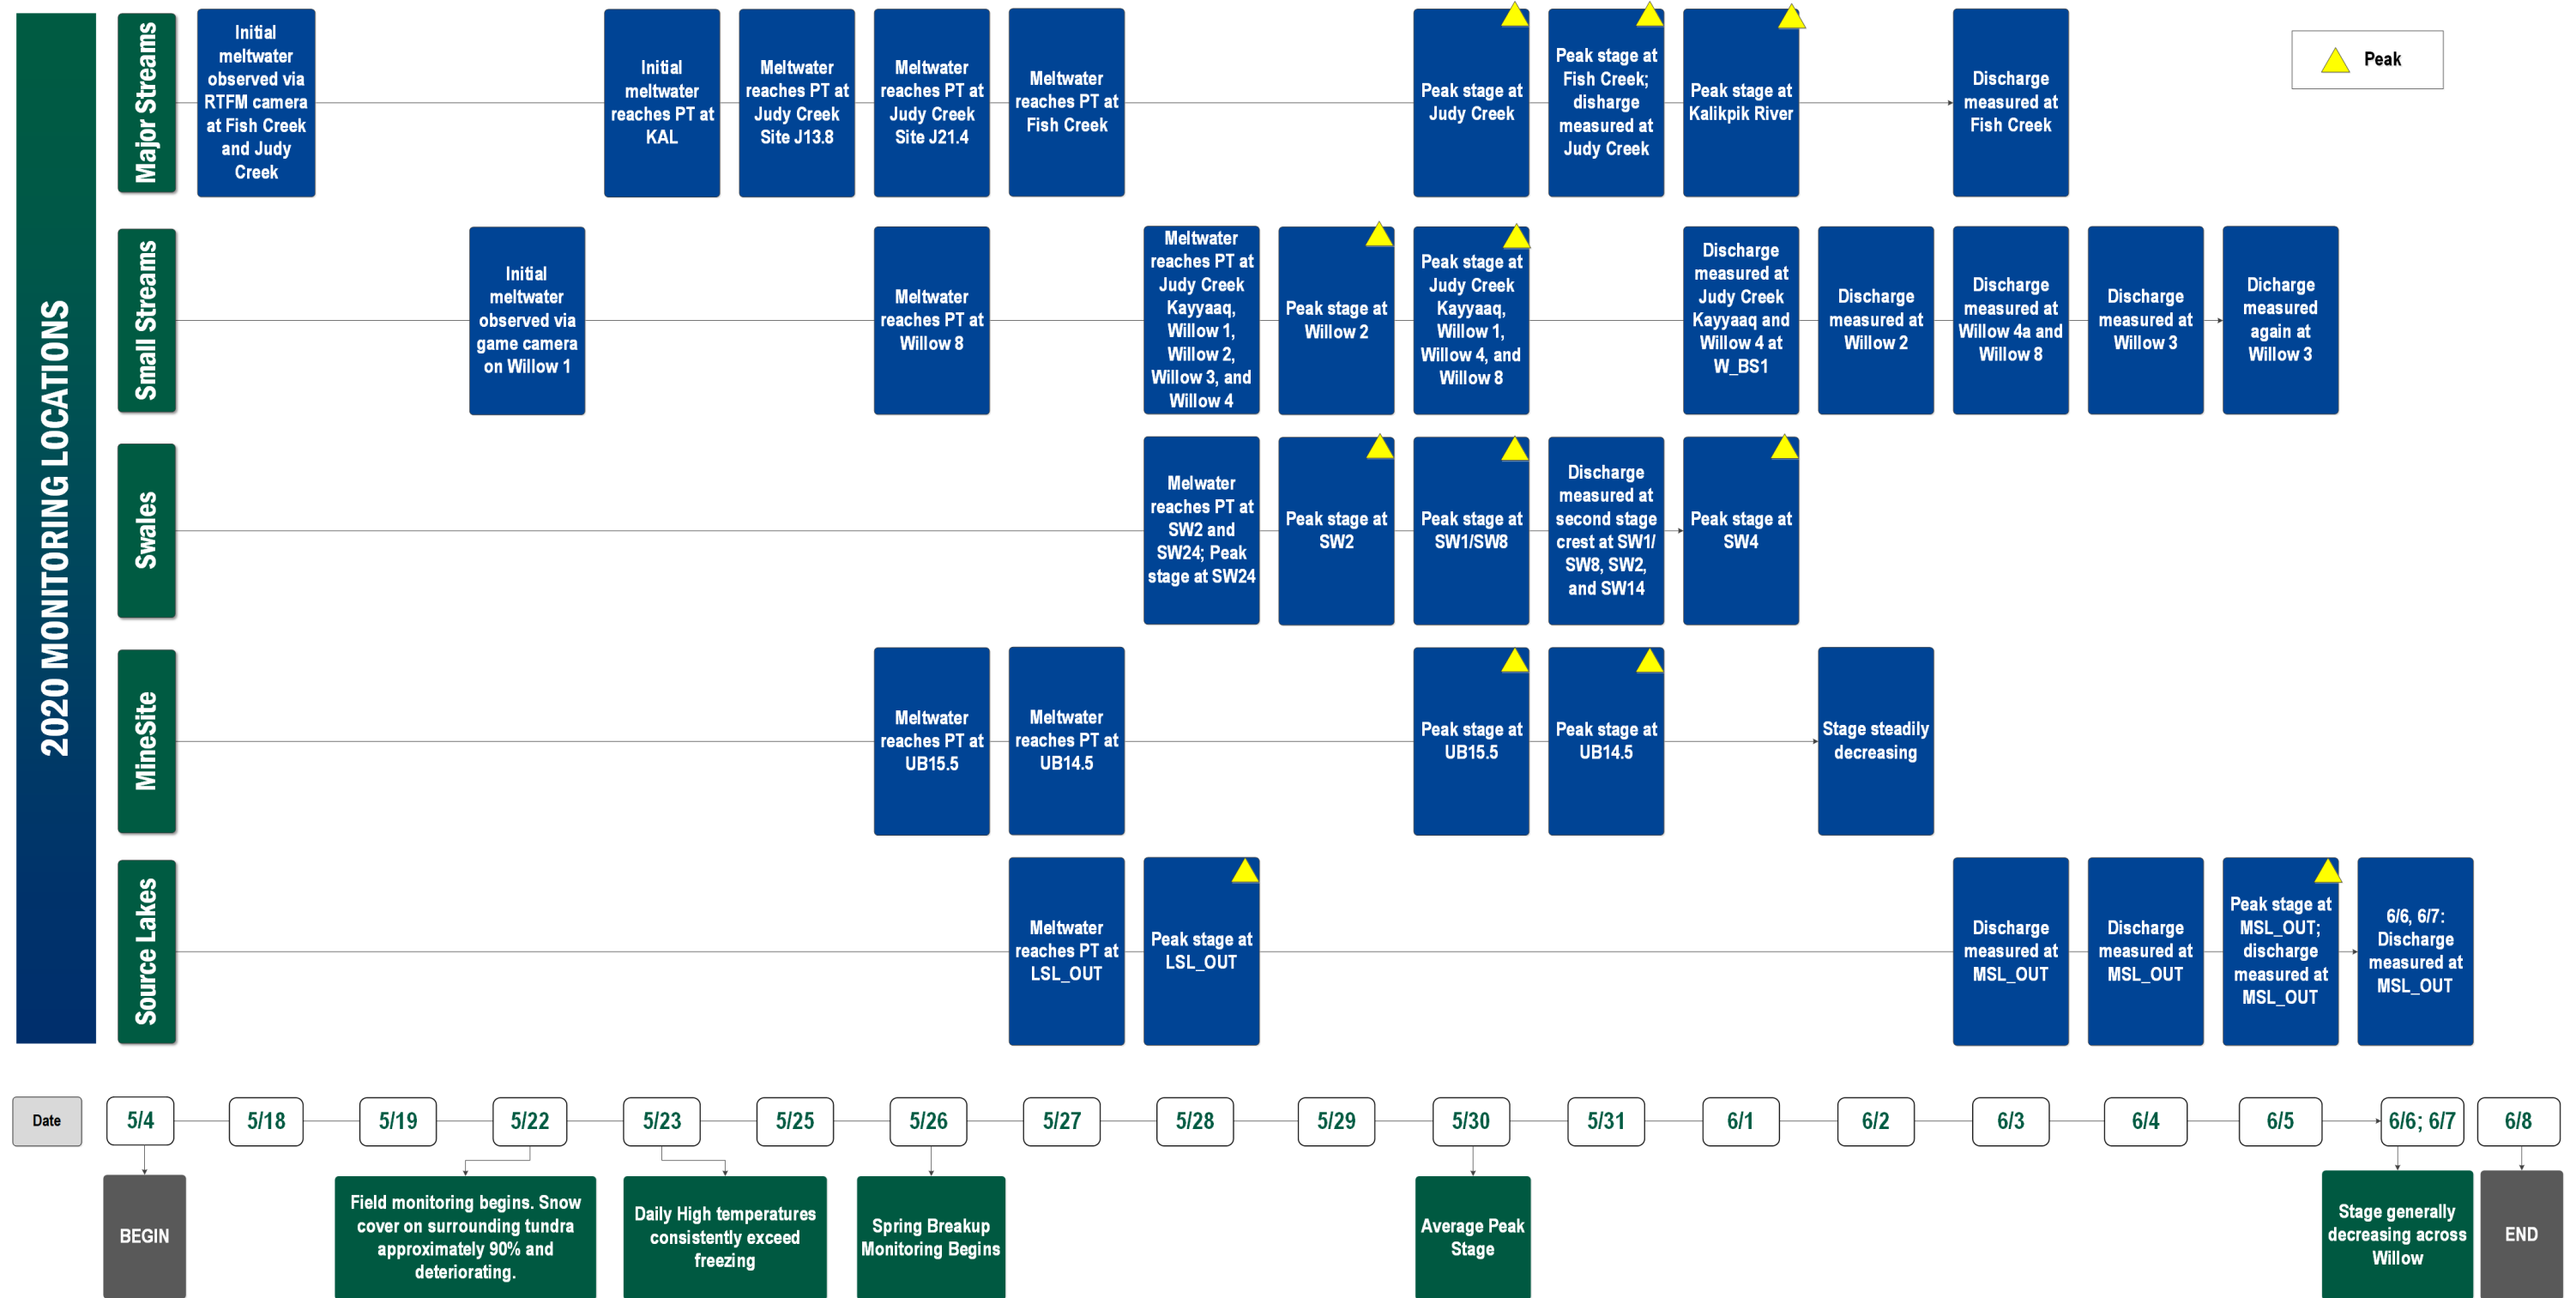 2020 MONITORING LOCATIONS
Peak
Major Streams
Initial
meltwater
observed via
RTFM camera
at Fish Creek
and Judy
Creek
Initial
meltwater
reaches PT at
KAL
Meltwater
reaches PT at
Judy Creek
Site J13.8
Meltwater
reaches PT at
Judy Creek
Site J21.4
Meltwater
reaches PT at
Fish Creek
Peak stage at
Judy Creek
Peak stage at
Fish Creek;
disharge
measured at
Judy Creek
Peak stage at
Kalikpik River
Discharge
measured at
Fish Creek
Small Streams
Initial
meltwater
observed via
game camera
on Willow 1
Meltwater
reaches PT at
Willow 8
Meltwater
reaches PT at
Judy Creek
Kayyaaq,
Willow 1,
Willow 2,
Willow 3, and
Willow 4
Peak stage at
Willow 2
Peak stage at
Judy Creek
Kayyaaq,
Willow 1,
Willow 4, and
Willow 8
Discharge
measured at
Judy Creek
Kayyaaq and
Willow 4 at
W_BS1
Discharge
measured at
Willow 2
Discharge
measured at
Willow 4a and
Willow 8
Discharge
measured at
Willow 3
Dicharge
measured
again at
Willow 3
Swales
Melwater
reaches PT at
SW2 and
SW24; Peak
stage at SW24
Peak stage at
SW2
Peak stage at
SW1/SW8
Discharge
measured at
second stage
crest at SW1/
SW8, SW2,
and SW14
Peak stage at
SW4
MineSite
Meltwater
reaches PT at
UB15.5
Meltwater
reaches PT at
UB14.5
Peak stage at
UB15.5
Peak stage at
UB14.5
Stage steadily
decreasing
Source Lakes
Meltwater
reaches PT at
LSL_OUT
Peak stage at
LSL_OUT
Discharge
measured at
MSL_OUT
Discharge
measured at
MSL_OUT
Peak stage at
MSL_OUT;
discharge
measured at
MSL_OUT
6/6, 6/7:
Discharge
measured at
MSL_OUT
Date
5/4
5/18
5/19
5/22
5/23
5/25
5/26
5/27
5/28
5/29
5/30
5/31
6/1
6/2
6/3
6/4
6/5
6/6; 6/7
6/8
BEGIN
Field monitoring begins. Snow
cover on surrounding tundra
approximately 90% and
deteriorating.
Daily High temperatures
consistently exceed
freezing
Spring Breakup
Monitoring Begins
Average Peak
Stage
Stage generally
decreasing across
Willow
END